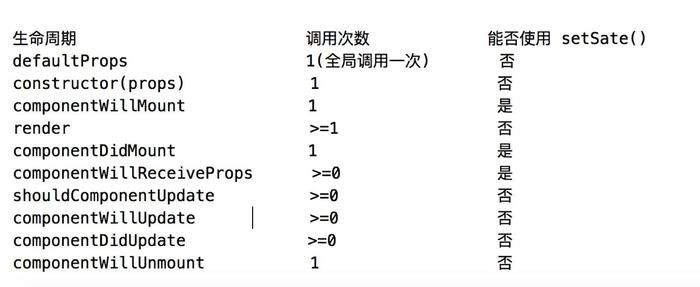 生命周期 调用次数 能否使用 setSate()
defaultProps 1(全局调用一次) 否
constructor(props) 1 否
componentWillMount 1 是
render >=1 否
componentDidMount 1 是
componentWillReceiveProps >=0 是
shouldComponentUpdate >=0 否
componentWillUpdate >=0 否
componentDidUpdate >=0 否
componentWillUnmount 1 否